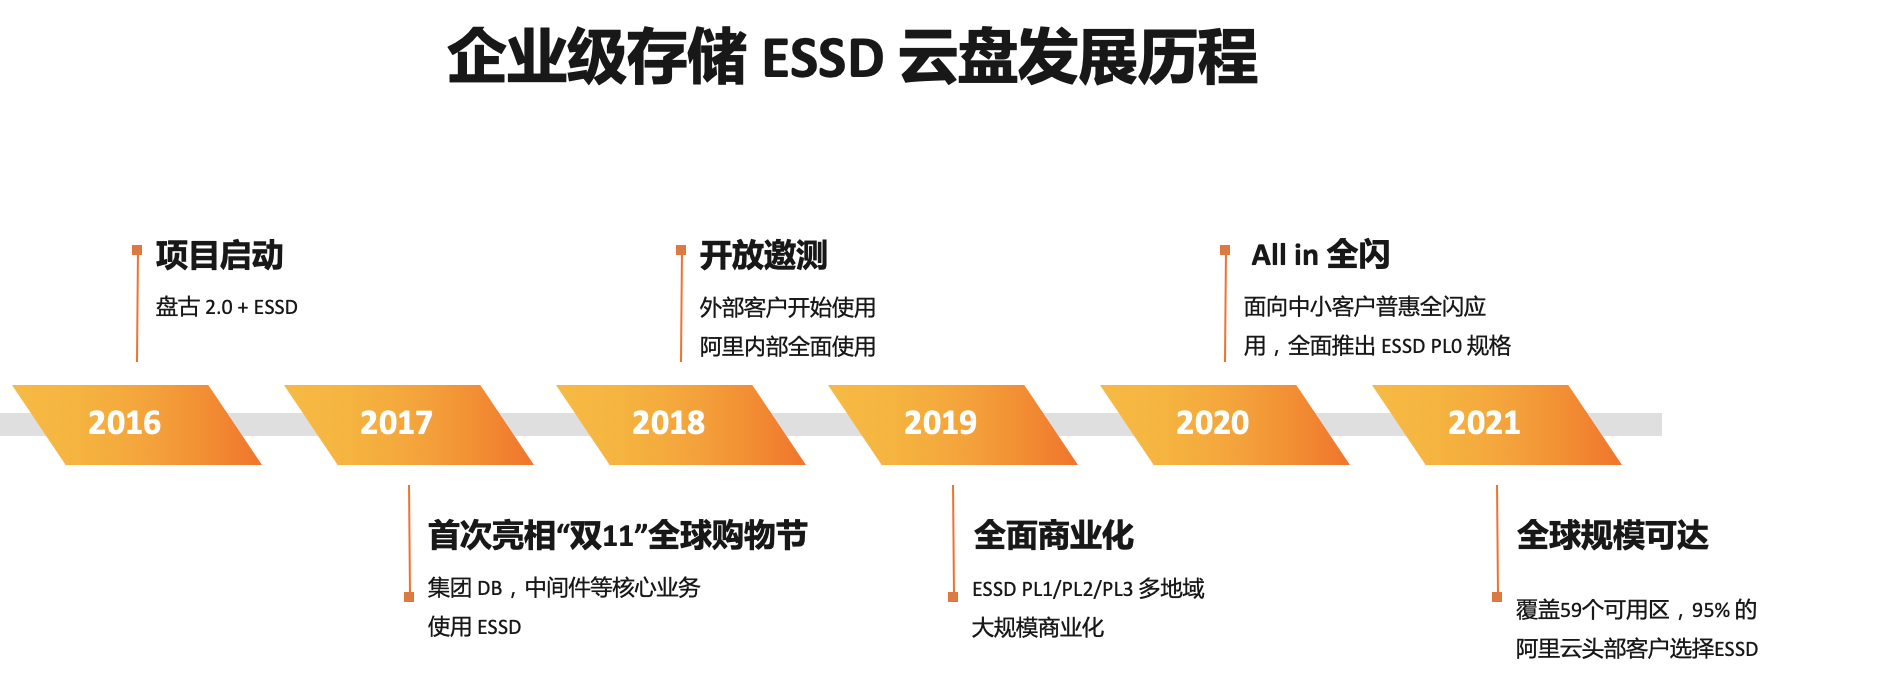 企业级存储 ESSD 云盘发展历程
项目启动
盘古 2.0 + ESSD
开放邀测
外部客户开始使用
阿里内部全面使用
All in 全闪
面向中小客户普惠全闪应
用，全面推出 ESSD PL0 规格
2016
2017
2018
2019
2020
2021
首次亮相“双11”全球购物节
集团 DB，中间件等核心业务
使用 ESSD
全面商业化
ESSD PL1/PL2/PL3 多地域
大规模商业化
全球规模可达
覆盖59个可用区，95% 的
阿里云头部客户选择ESSD